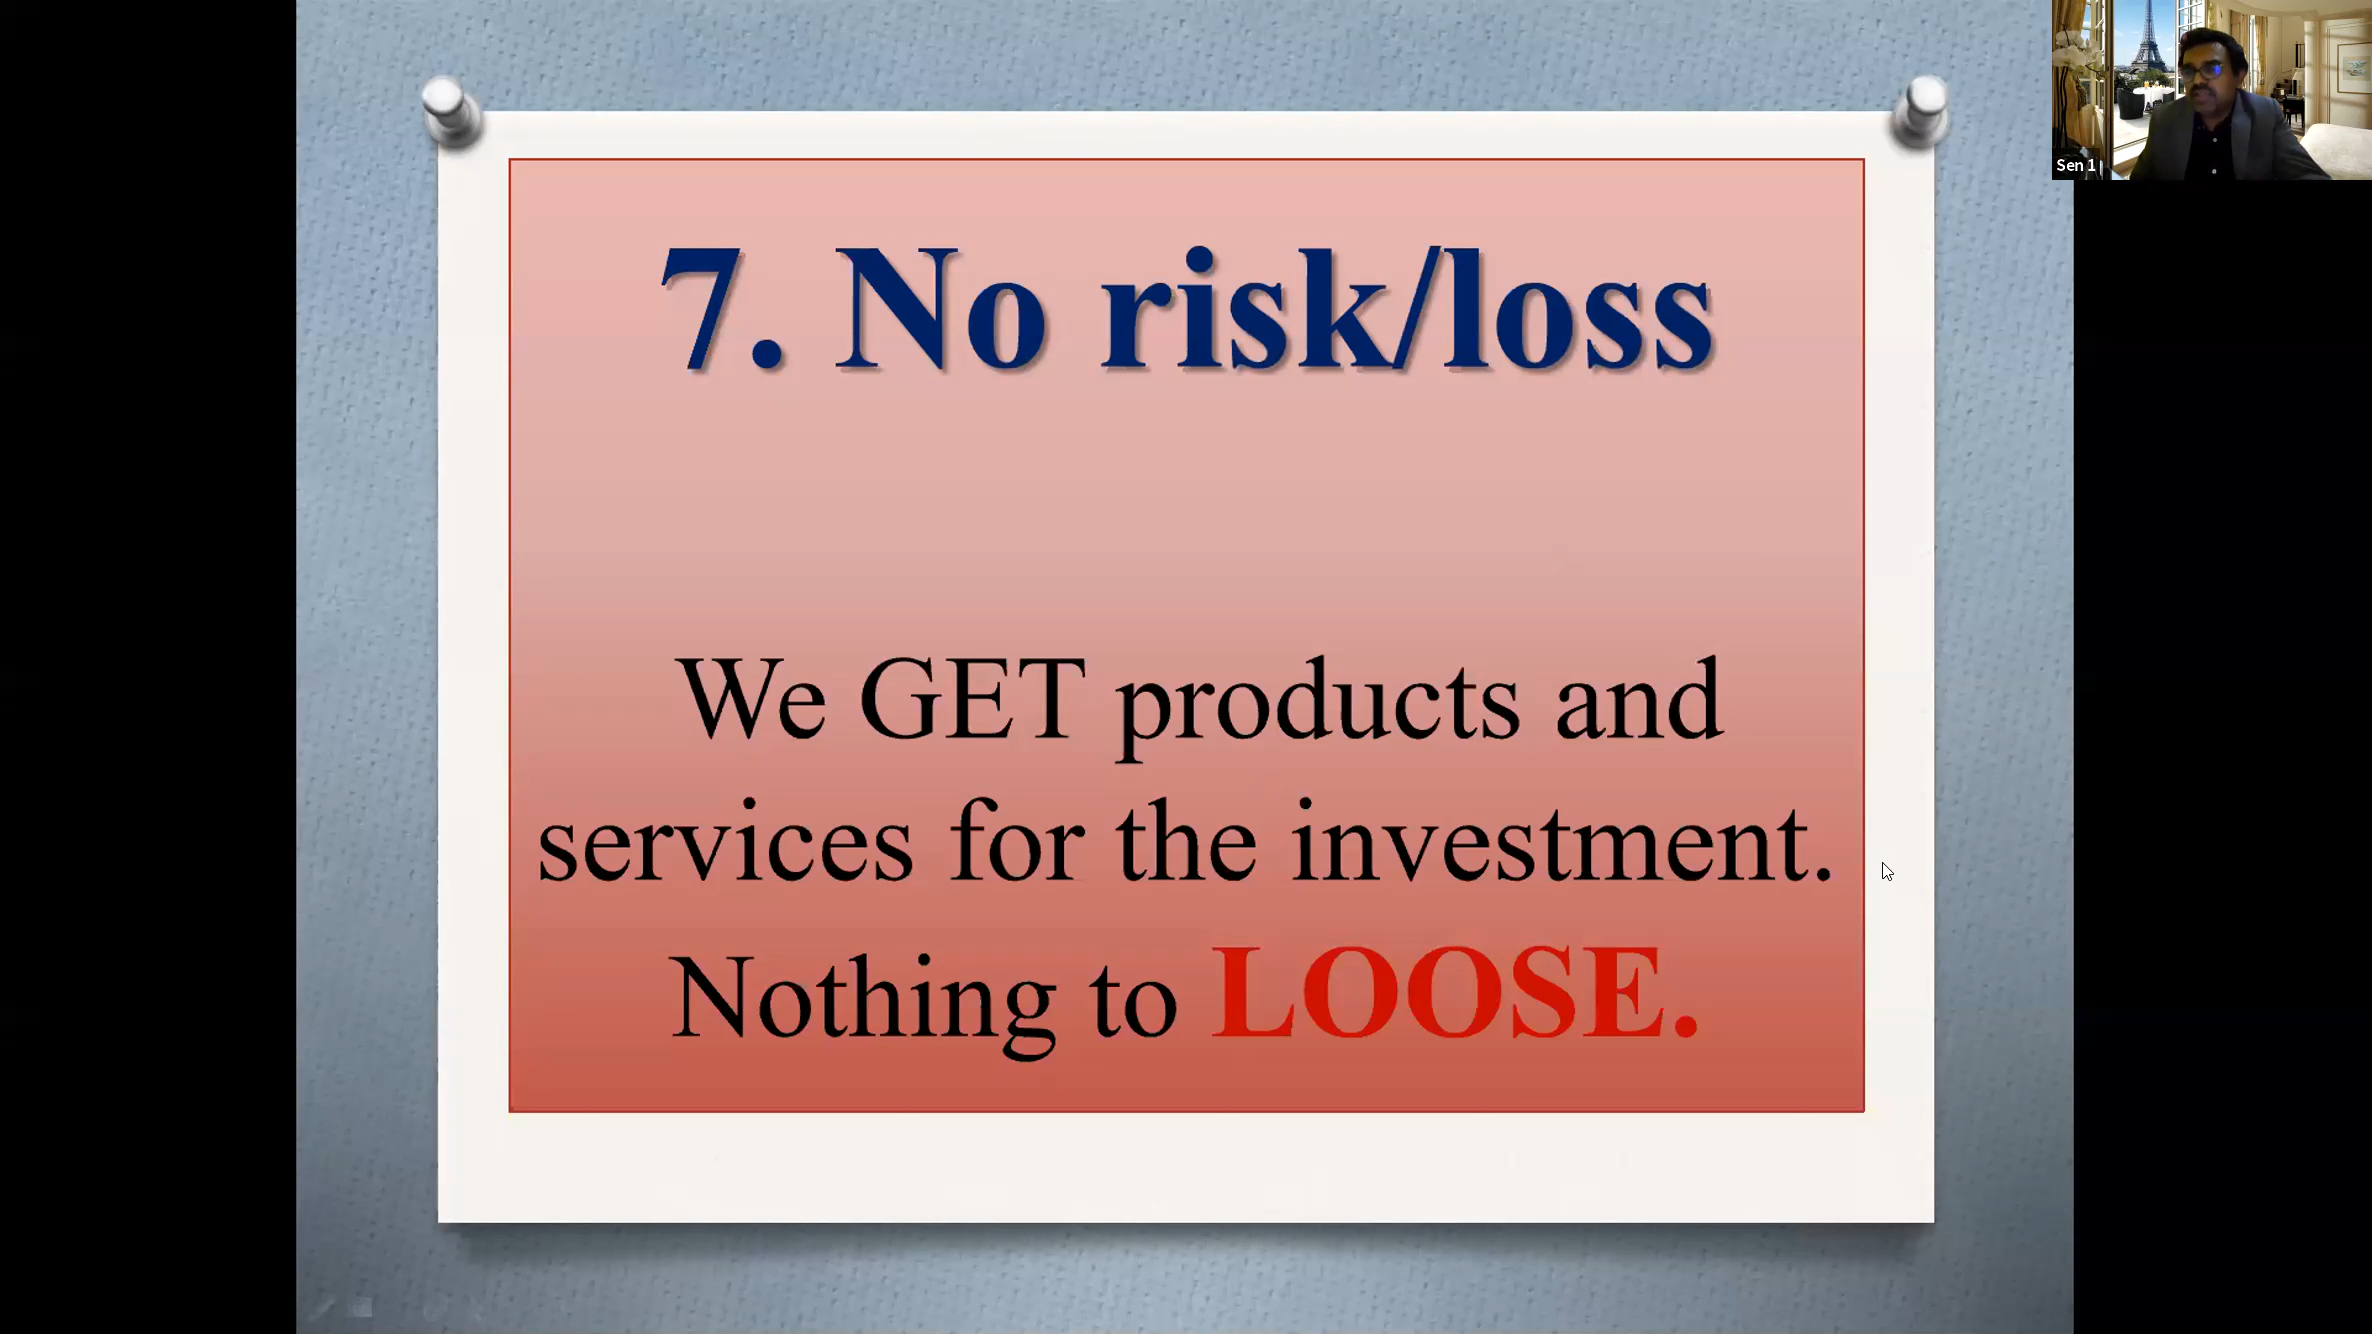 7. No risk/loss
We GET products and
services for the investment.
Nothing to LOOSE.
Sen 1